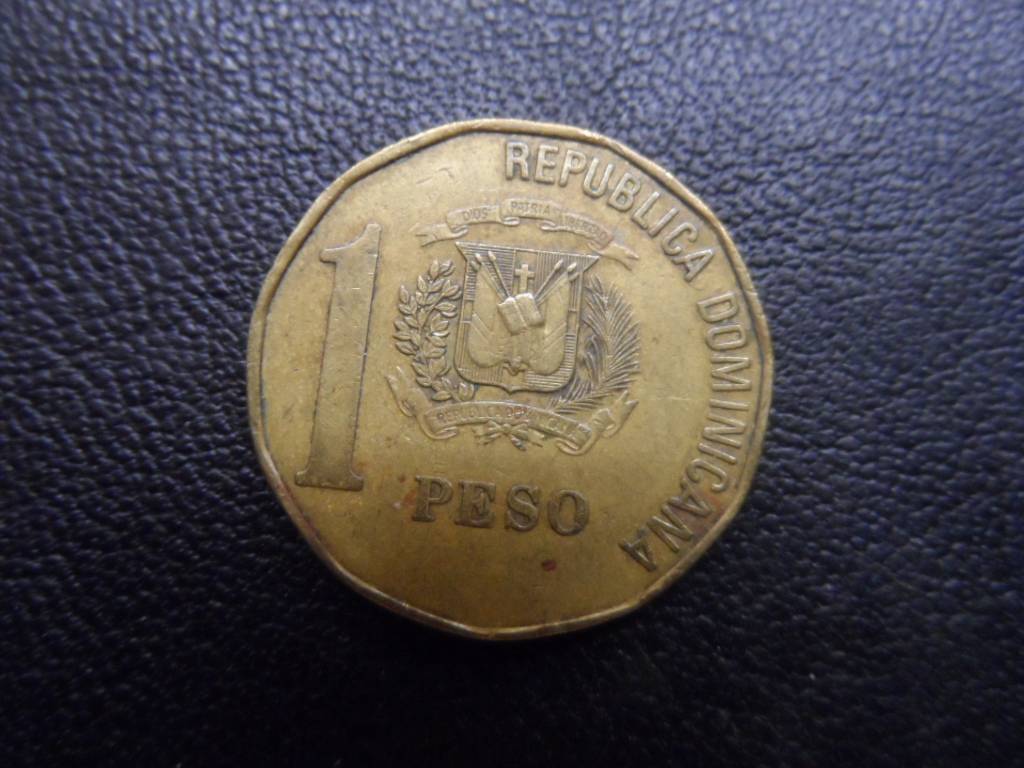 REPUBLICA DOMINICANA
DIOS PATRIA LIBERTAD
1
REPUBLICA DOMINICANA
PESO